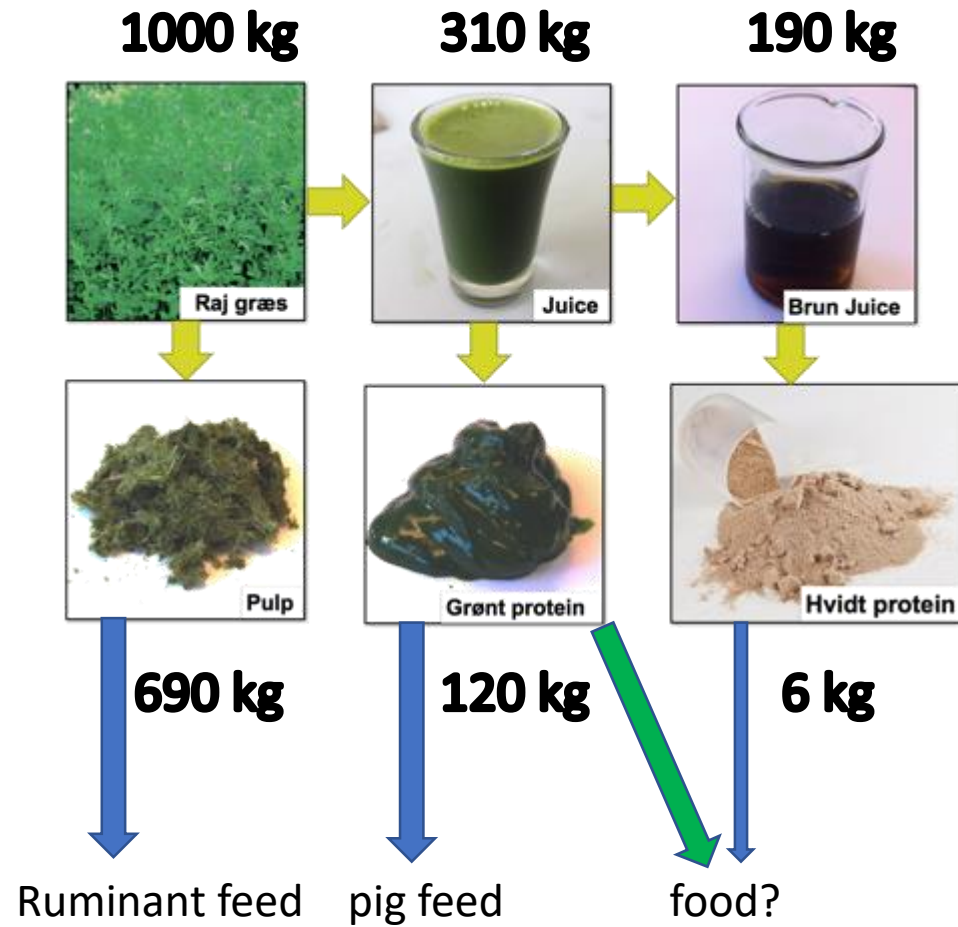 1000 kg
310 kg
190 kg
Raj græs
Juice
Brun Juice
Pulp
Grønt protein
Hvidt protein
690 kg
120 kg
6 kg
Ruminant feed
pig feed
food?